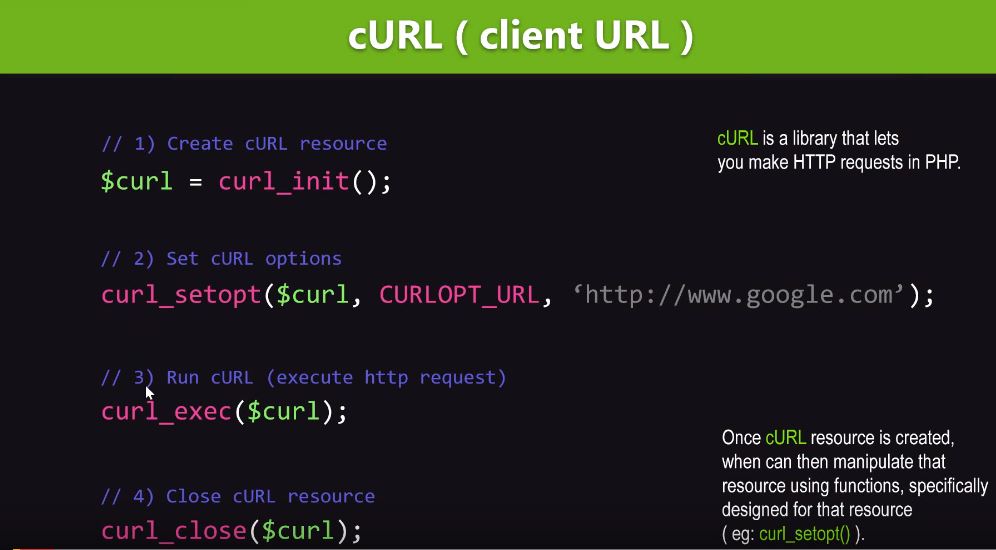 cURL ( client URL )
// 1) Create cURL resource
$curl = curl_init();
cURL is a library that lets
you make HTTP requests in PHP.
// 2) Set cURL options
curl_setopt($curl, CURLOPT_URL, ‘http://www.google.com’);
// 3) Run cURL (execute http request)
curl_exec($curl);
// 4) Close cURL resource
curl_close($curl);
Once cURL resource is created,
when can then manipulate that
resource using functions, specifically
designed for that resource
( eg: curl_setopt() ).